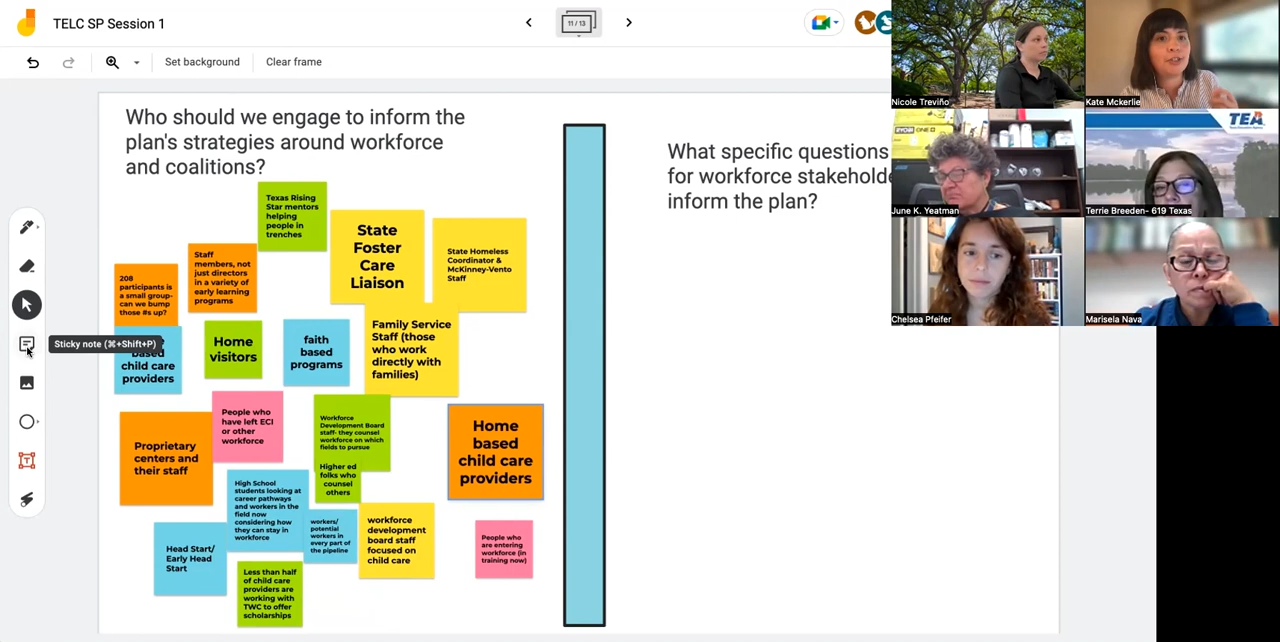 TELC SP Session 1
11 / 13
Set background
Clear frame
Who should we engage to inform the
plan's strategies around workforce
and coalitions?
Texas Rising
Star mentors
helping
people in
trenches
State
Foster
Care
Liaison
State Homeless
Coordinator &
McKinney-Vento
Staff
Staff
members, not
just directors
in a variety of
early learning
programs
208
participants is
a small group-
can we bump
those #s up?
based
child care
providers
Sticky note (⌘+Shift+P)
Home
visitors
faith
based
programs
Family Service
Staff (those
who work
directly with
families)
Proprietary
centers and
their staff
People who
have left ECI
or other
workforce
Workforce
Development Board
staff- they counsel
workforce on which
fields to pursue
Higher ed
folks who
counsel
others
Home
based
child care
providers
High School
students looking at
career pathways
and workers in the
field now
considering how
they can stay in
workforce
workers/
potential
workers in
every part of
the pipeline
workforce
development
board staff
focused on
child care
People who
are entering
workforce (in
training now)
Head Start/
Early Head
Start
Less than half
of child care
providers are
working with
TWC to offer
scholarships
What specific questions
for workforce stakehold
inform the plan?
Nicole Treviño
Kate Mckerlie
RYOBI ONE+
June K. Yeatman
TEA
Terrie Breeden- 619 Texas
Chelsea Pfeifer
Marisela Nava